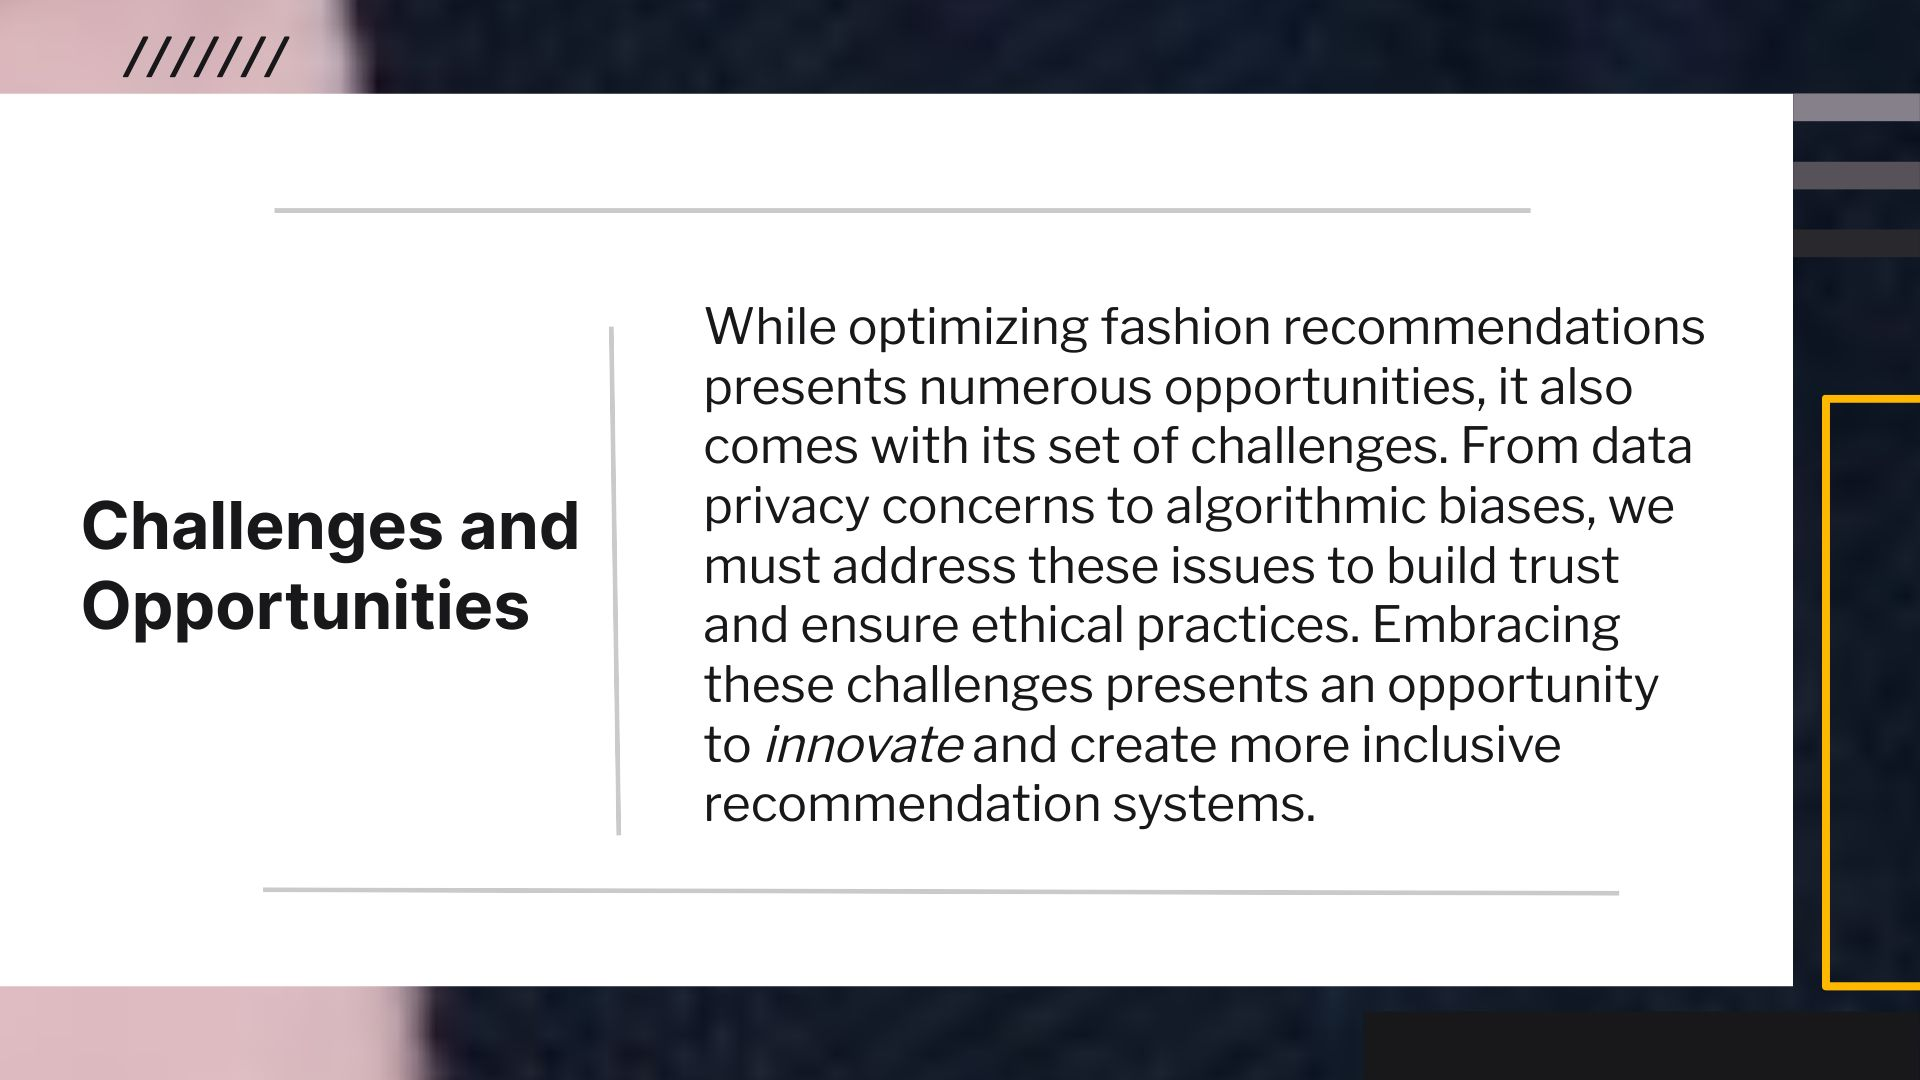 Challenges and
Opportunities
While optimizing fashion recommendations
presents numerous opportunities, it also
comes with its set of challenges. From data
privacy concerns to algorithmic biases, we
must address these issues to build trust
and ensure ethical practices. Embracing
these challenges presents an opportunity
to innovate and create more inclusive
recommendation systems.